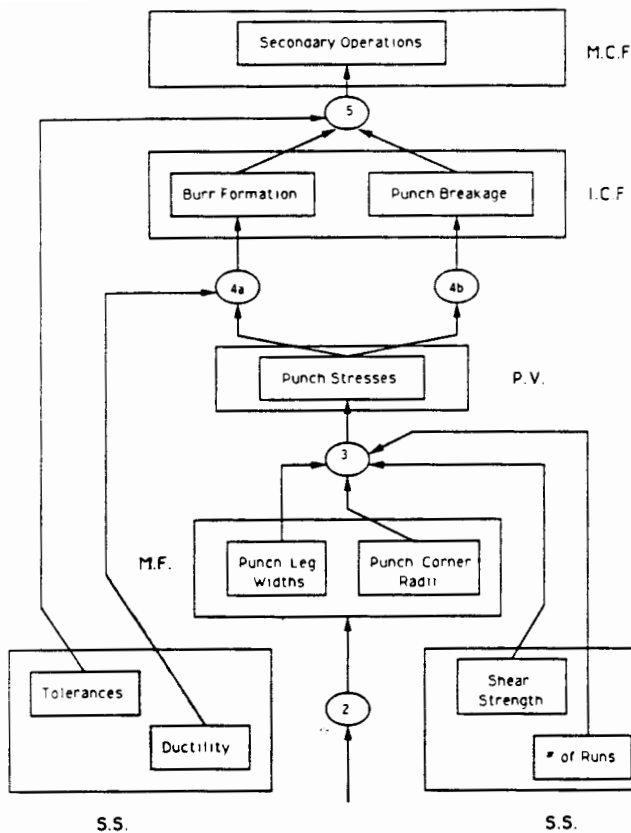 Secondary Operations
M.C.F
5
Burr Formation
Punch Breakage
I.C.F
4a
4b
Punch Stresses
P.V.
3
M.F.
Punch Leg
Widths
Punch Corner
Radii
Tolerances
Ductility
2
Shear
Strength
# of Runs
S.S.
S.S.